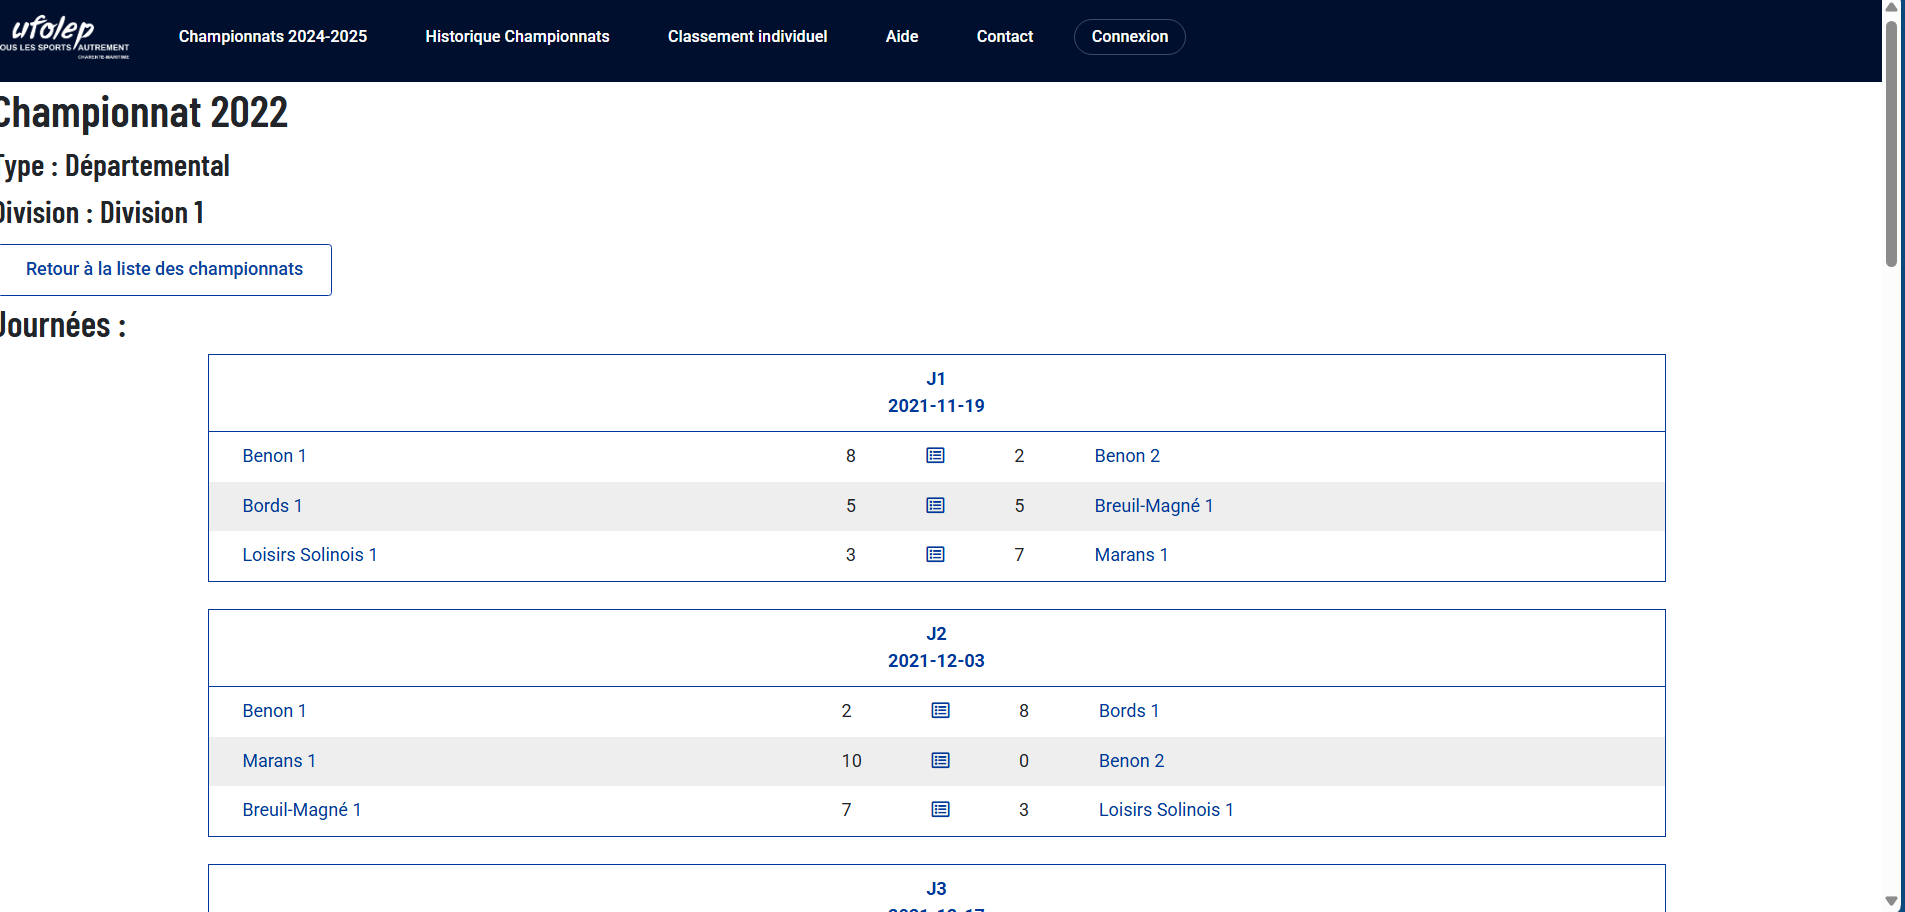 ufolep
OUS LES SPORTS AUTREMENT
CHARENTE-MARITIME
Championnats 2024-2025
Historique Championnats
Classement individuel
Aide
Contact
Connexion
Championnat 2022
Type : Départemental
Division : Division 1
Retour à la liste des championnats
Journées :
J1
2021-11-19
Benon 1 8 2 Benon 2
Bords 1 5 5 Breuil-Magné 1
Loisirs Solinois 1 3 7 Marans 1
J2
2021-12-03
Benon 1 2 8 Bords 1
Marans 1 10 0 Benon 2
Breuil-Magné 1 7 3 Loisirs Solinois 1
J3
2021-12-17